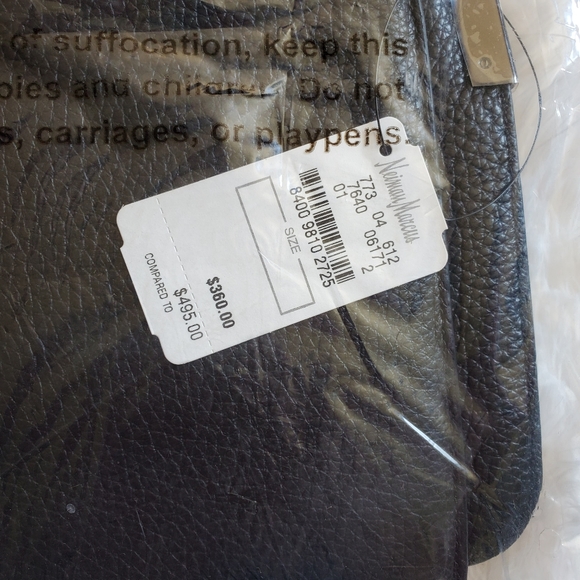 of suffocation, keep this
bies and children. Do not
s, carriages, or playpens.
Neiman Marcus
773 04 612
7640 06171
01 2
8400 9810 2725
SIZE
$360.00
$495.00
COMPARED TO